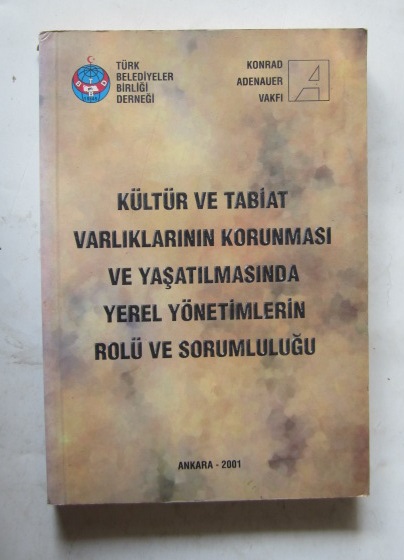 TÜRK
BELEDİYELER
BİRLİĞİ
DERNEĞİ
KONRAD
ADENAUER
VAKFI
KÜLTÜR VE TABİAT
VARLIKLARININ KORUNMASI
VE YAŞATILMASINDA
YEREL YÖNETİMLERİN
ROLÜ VE SORUMLULUĞU
ANKARA - 2001